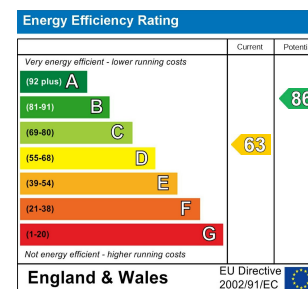 Energy Efficiency Rating
Current Potenti
Very energy efficient - lower running costs
(92 plus) A
(81-91) B
86
(69-80) C
63
(55-68) D
(39-54) E
(21-38) F
(1-20) G
Not energy efficient - higher running costs
England & Wales
EU Directive
2002/91/EC